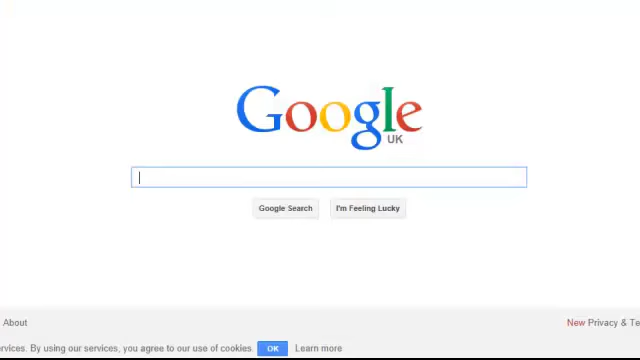 Google
UK
Google Search I'm Feeling Lucky
About New Privacy & Te
rvices. By using our services, you agree to our use of cookies. OK Learn more